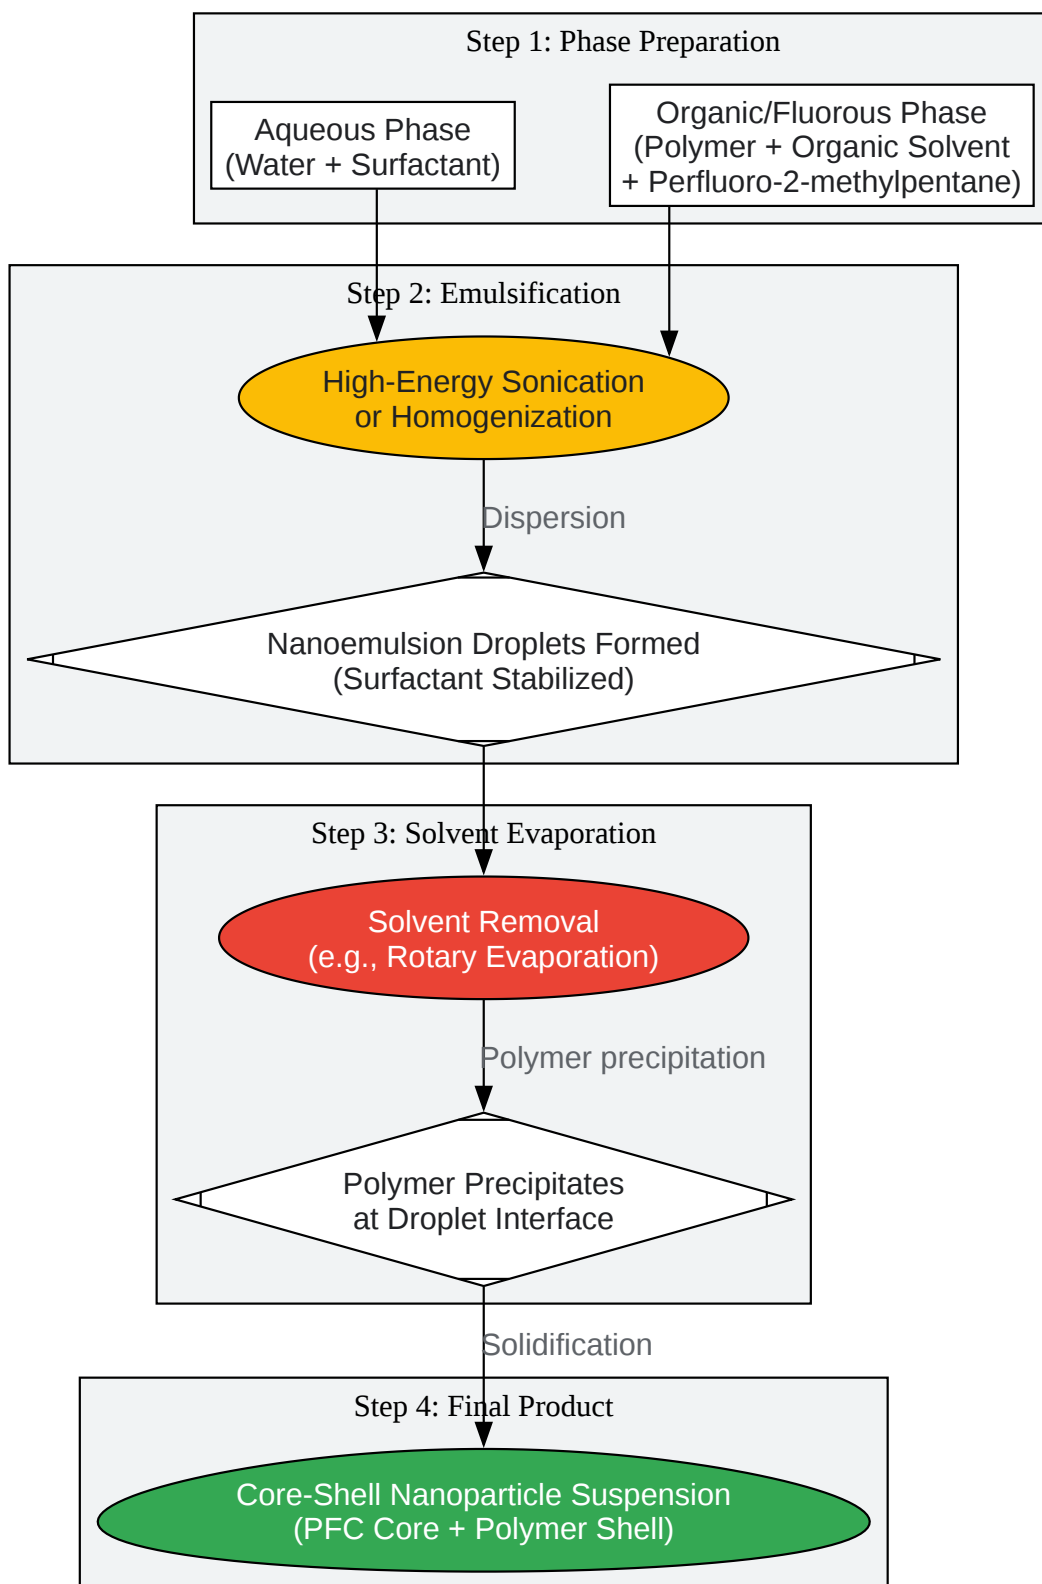 Step 1: Phase Preparation
Aqueous Phase
(Water + Surfactant)
Organic/Fluorous Phase
(Polymer + Organic Solvent
+ Perfluoro-2-methylpentane)
Step 2: Emulsification
High-Energy Sonication
or Homogenization
Dispersion
Nanoemulsion Droplets Formed
(Surfactant Stabilized)
Step 3: Solvent Evaporation
Solvent Removal
(e.g., Rotary Evaporation)
Polymer precipitation
Polymer Precipitates
at Droplet Interface
Solidification
Step 4: Final Product
Core-Shell Nanoparticle Suspension
(PFC Core + Polymer Shell)